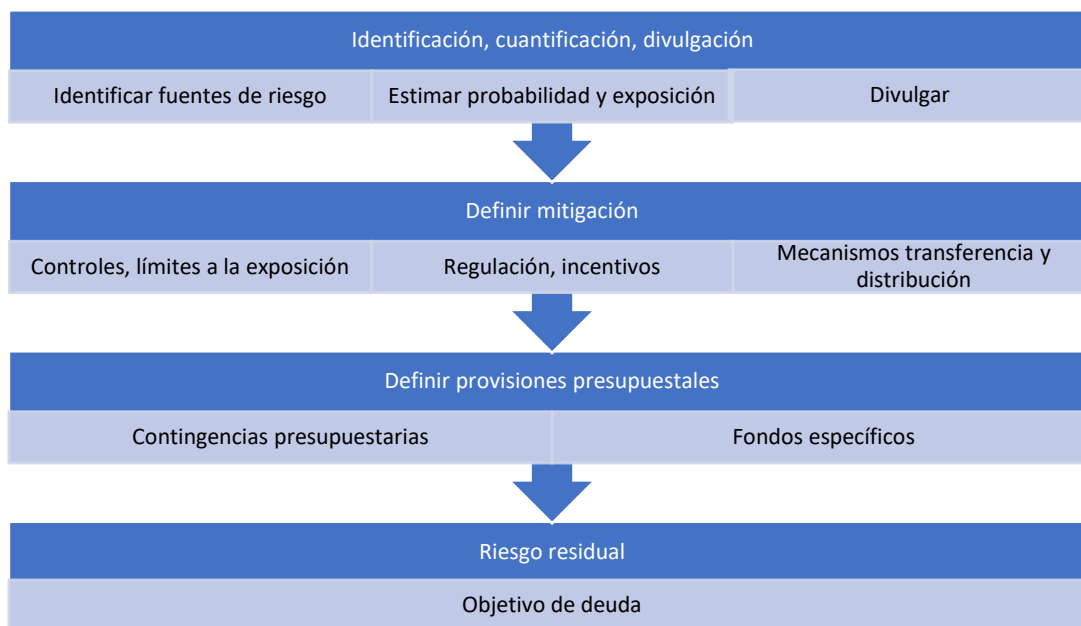 Identificación, cuantificación, divulgación
Identificar fuentes de riesgo
Estimar probabilidad y exposición
Divulgar
Definir mitigación
Controles, límites a la exposición
Regulación, incentivos
Mecanismos transferencia y
distribución
Definir provisiones presupuestales
Contingencias presupuestarias
Fondos específicos
Riesgo residual
Objetivo de deuda